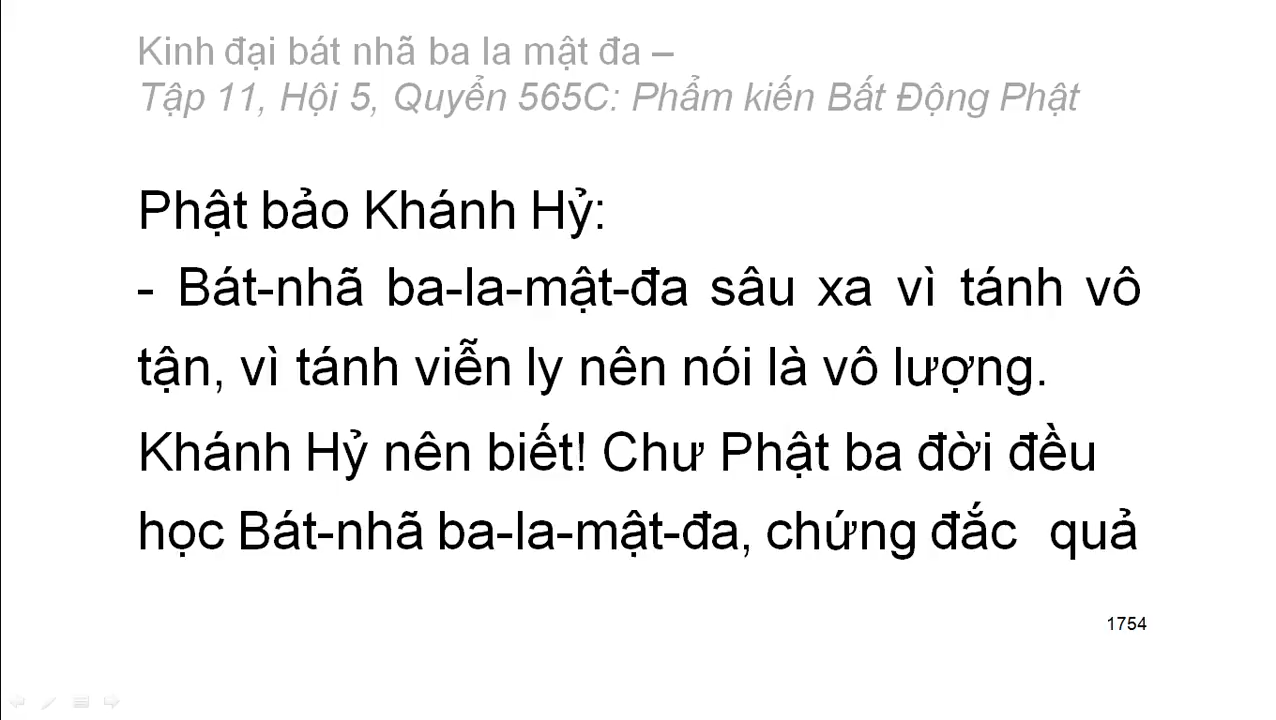 Kinh đại bát nhã ba la mật đa –
Tập 11, Hội 5, Quyển 565C: Phẩm kiến Bất Động Phật
Phật bảo Khánh Hỷ:
- Bát-nhã ba-la-mật-đa sâu xa vì tánh vô
tận, vì tánh viễn ly nên nói là vô lượng.
Khánh Hỷ nên biết! Chư Phật ba đời đều
học Bát-nhã ba-la-mật-đa, chứng đắc quả
1754